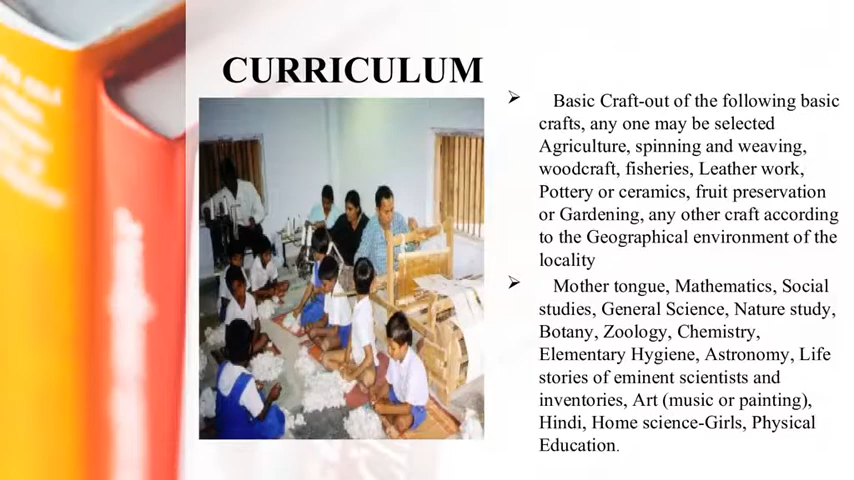 CURRICULUM
➢ Basic Craft-out of the following basic
crafts, any one may be selected
Agriculture, spinning and weaving,
woodcraft, fisheries, Leather work,
Pottery or ceramics, fruit preservation
or Gardening, any other craft according
to the Geographical environment of the
locality
➢ Mother tongue, Mathematics, Social
studies, General Science, Nature study,
Botany, Zoology, Chemistry,
Elementary Hygiene, Astronomy, Life
stories of eminent scientists and
inventories, Art (music or painting),
Hindi, Home science-Girls, Physical
Education.